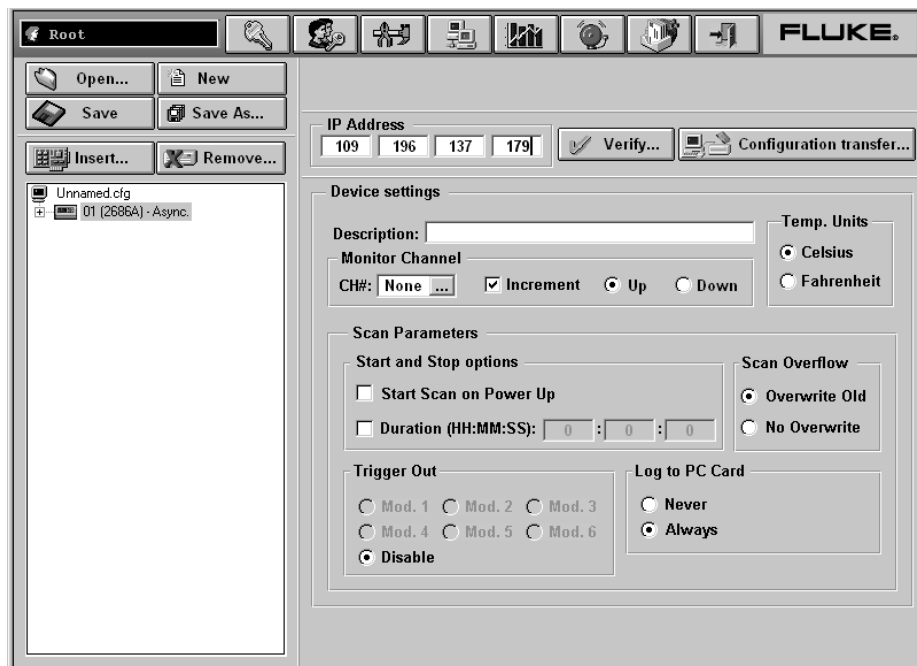 Root
FLUKE®
Open... New
Save Save As...
Insert... Remove...
Unnamed.cfg
01 (2686A) - Async.
IP Address
109 196 137 179
Verify... Configuration transfer...
Device settings
Description:
Temp. Units
Celsius
Fahrenheit
Monitor Channel
CH#: None ... Increment Up Down
Scan Parameters
Start and Stop options
Start Scan on Power Up
Duration (HH:MM:SS): 0 : 0 : 0
Scan Overflow
Overwrite Old
No Overwrite
Trigger Out
Mod. 1 Mod. 2 Mod. 3
Mod. 4 Mod. 5 Mod. 6
Disable
Log to PC Card
Never
Always